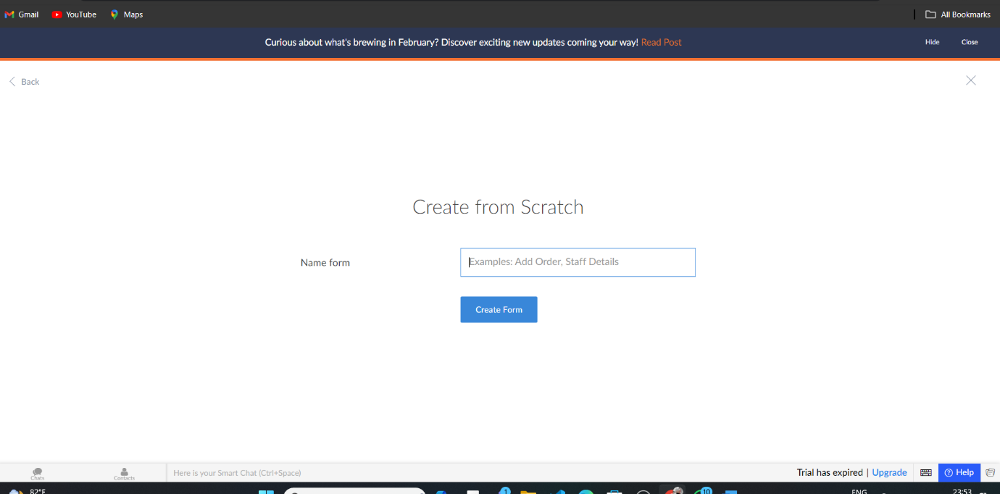 Gmail YouTube Maps All Bookmarks
Curious about what's brewing in February? Discover exciting new updates coming your way! Read Post Hide Close
Back
Create from Scratch
Name form Examples: Add Order, Staff Details
Create Form
Chats Contacts Here is your Smart Chat (Ctrl+Space) Trial has expired | Upgrade Help
82°F 1 10 ENG 23:53